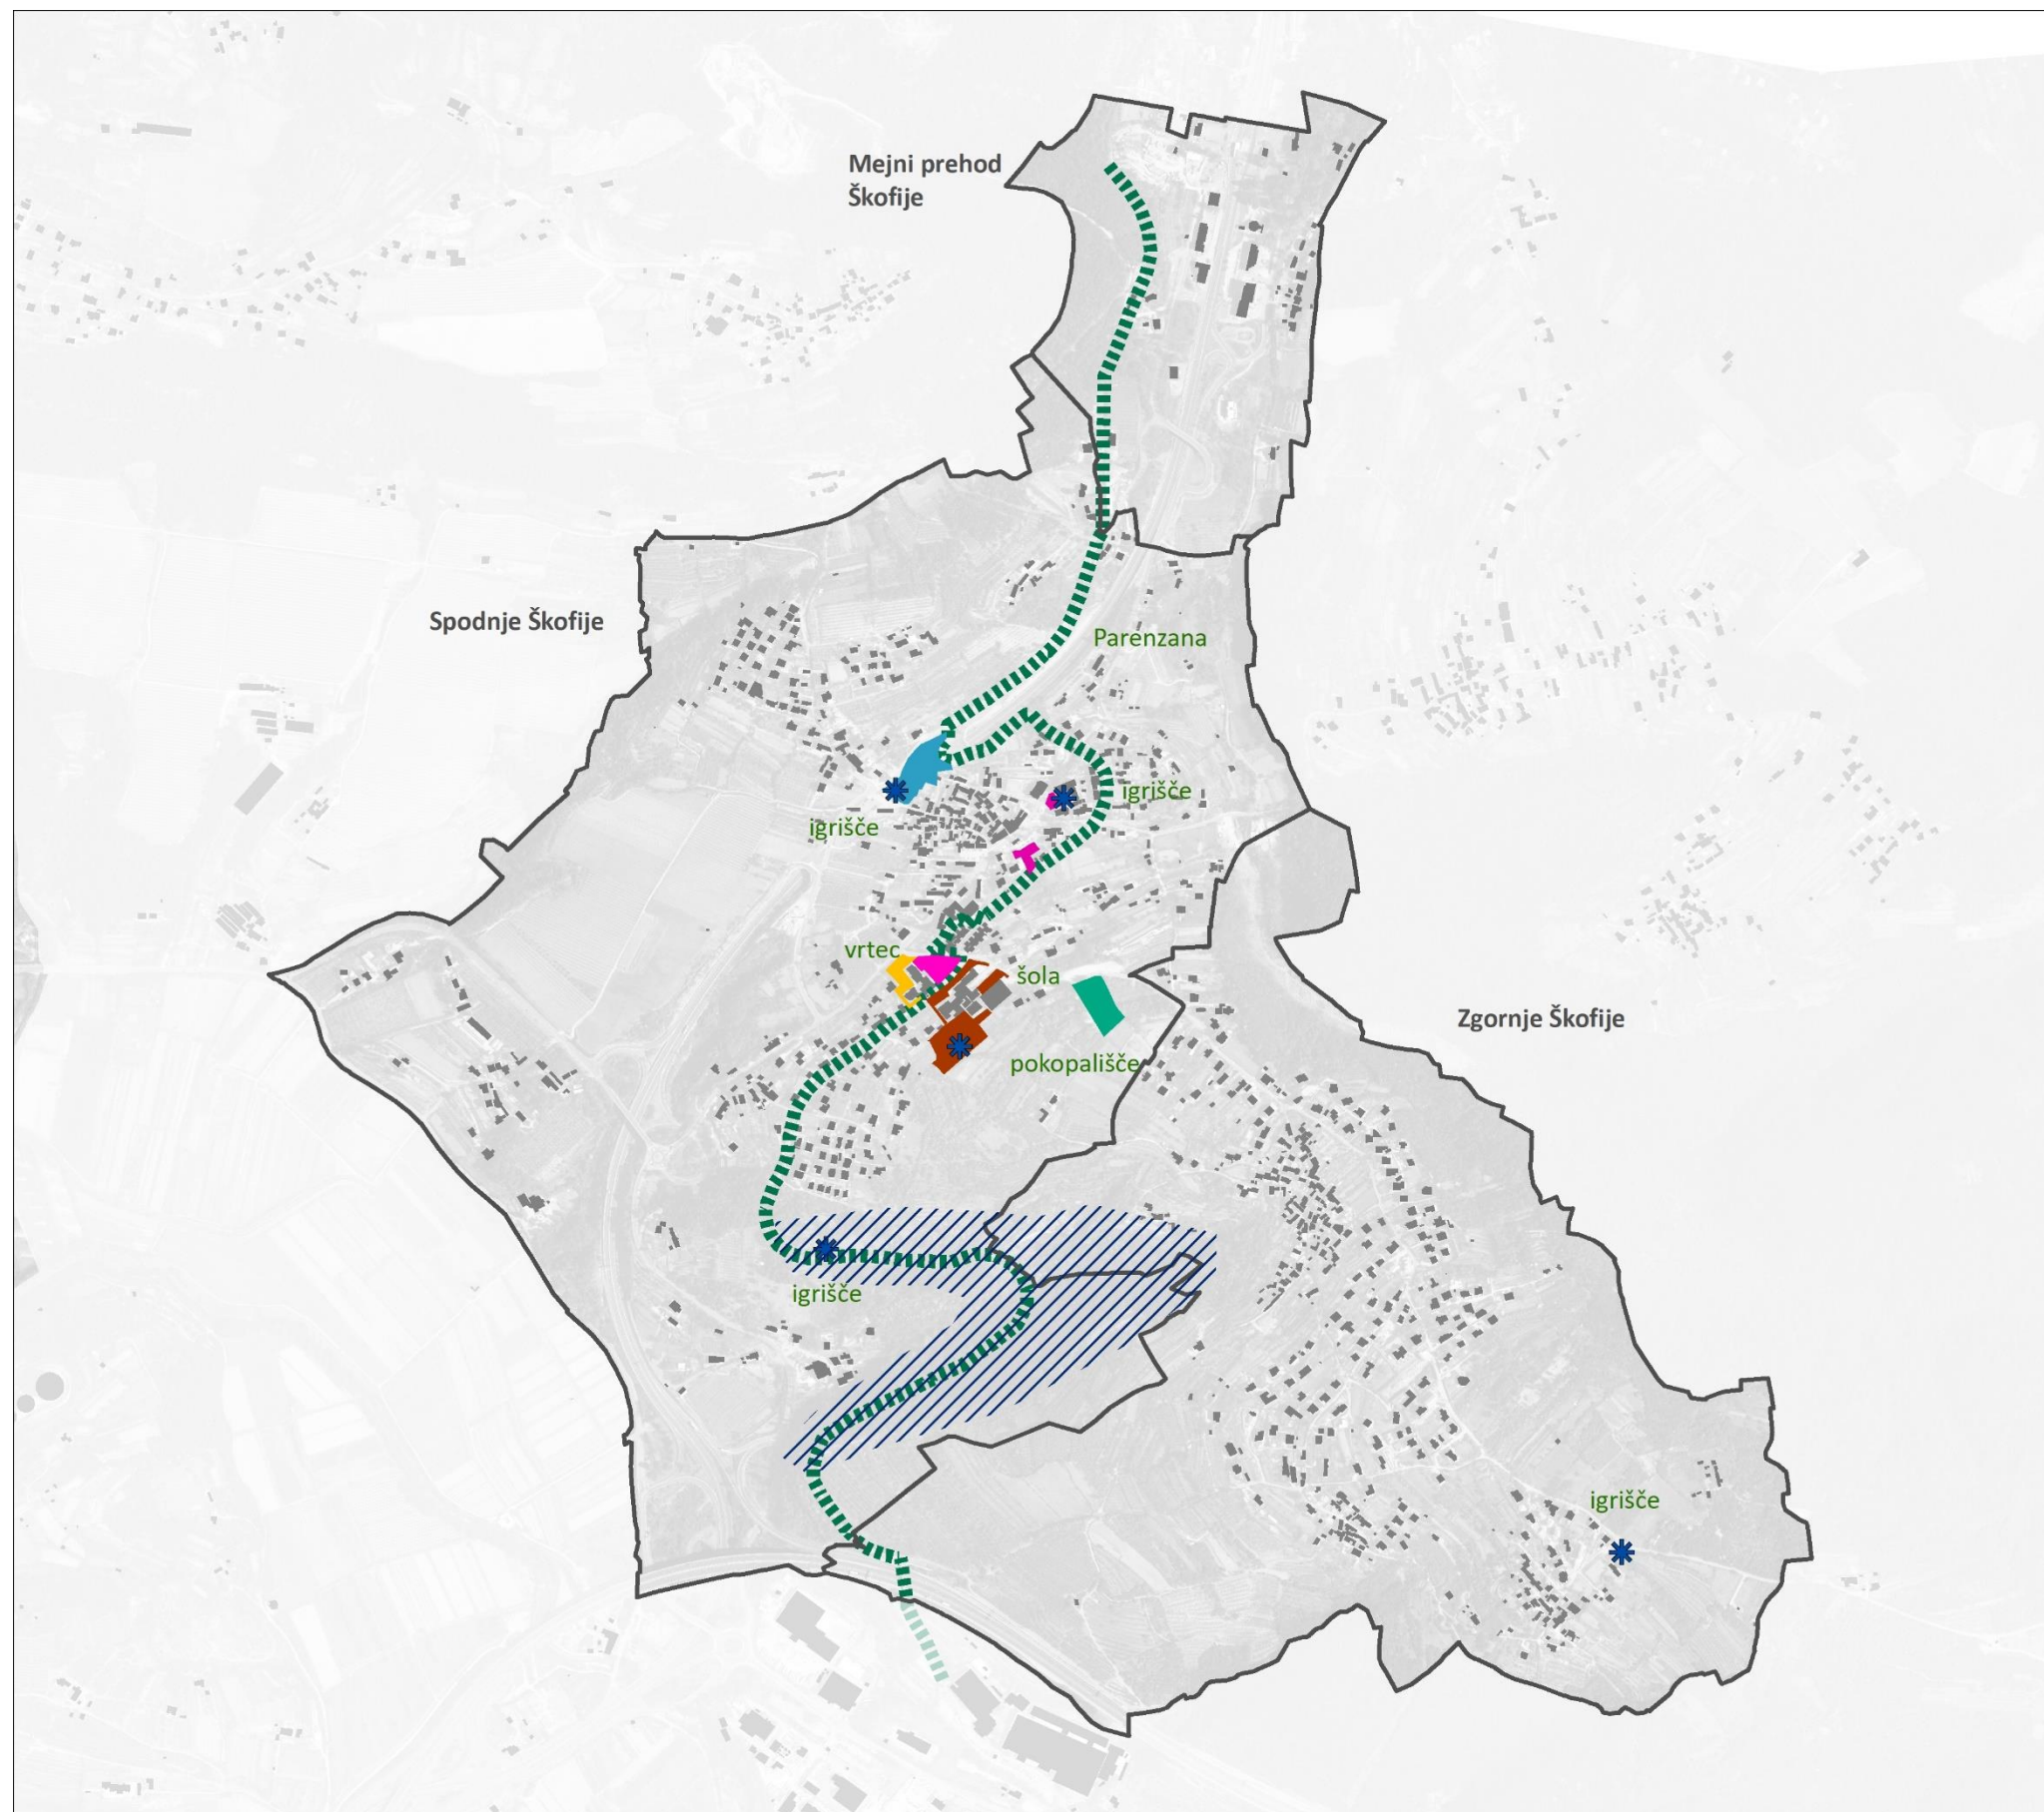 Mejni prehod
Škofije
Spodnje Škofije
Parenzana
igrišče
igrišče
vrtec
šola
Zgornje Škofije
pokopališče
igrišče
igrišče